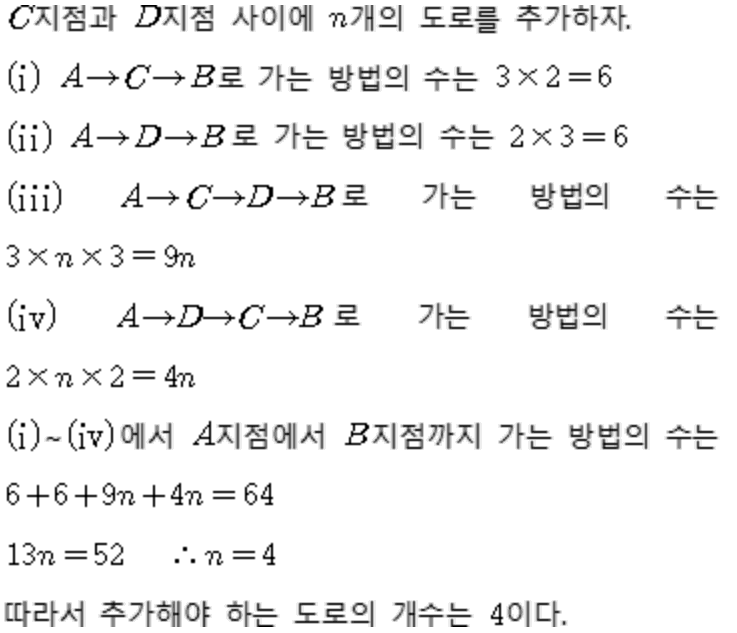 C지점과 D지점 사이에 n개의 도로를 추가하자.
(i) A→C→B로 가는 방법의 수는 3×2=6
(ii) A→D→B로 가는 방법의 수는 2×3=6
(iii) A→C→D→B로 가는 방법의 수는
3×n×3=9n
(iv) A→D→C→B로 가는 방법의 수는
2×n×2=4n
(i)~(iv)에서 A지점에서 B지점까지 가는 방법의 수는
6+6+9n+4n=64
13n=52 ∴n=4
따라서 추가해야 하는 도로의 개수는 4이다.